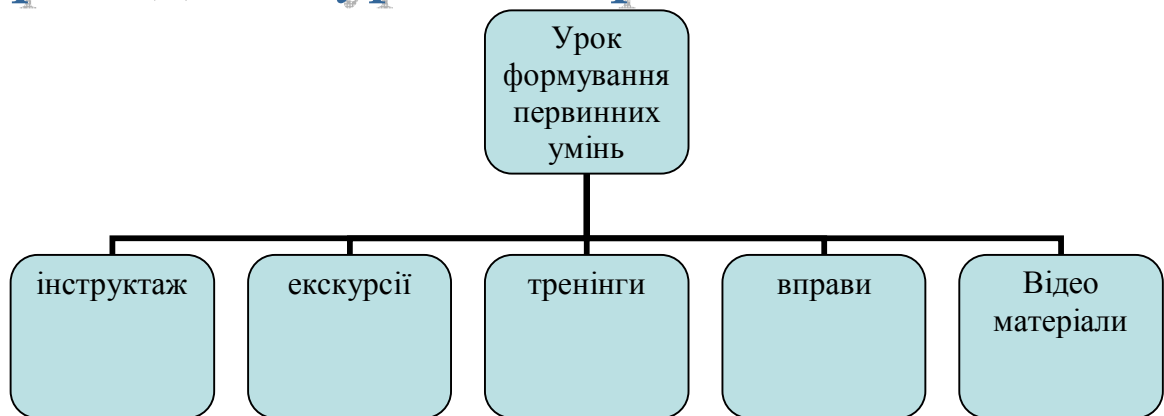 Урок
формування
первинних
умінь
інструктаж
екскурсії
тренінги
вправи
Відео
матеріали